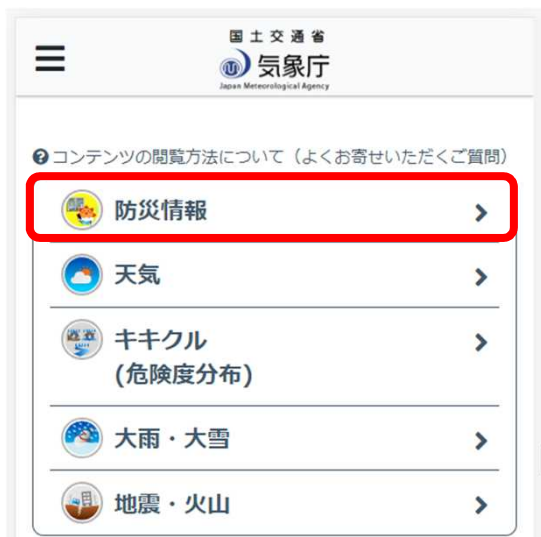 国土交通省
気象庁
Japan Meteorological Agency
コンテンツの閲覧方法について（よくお寄せいただくご質問）
防災情報
天気
キキクル
(危険度分布)
大雨・大雪
地震・火山